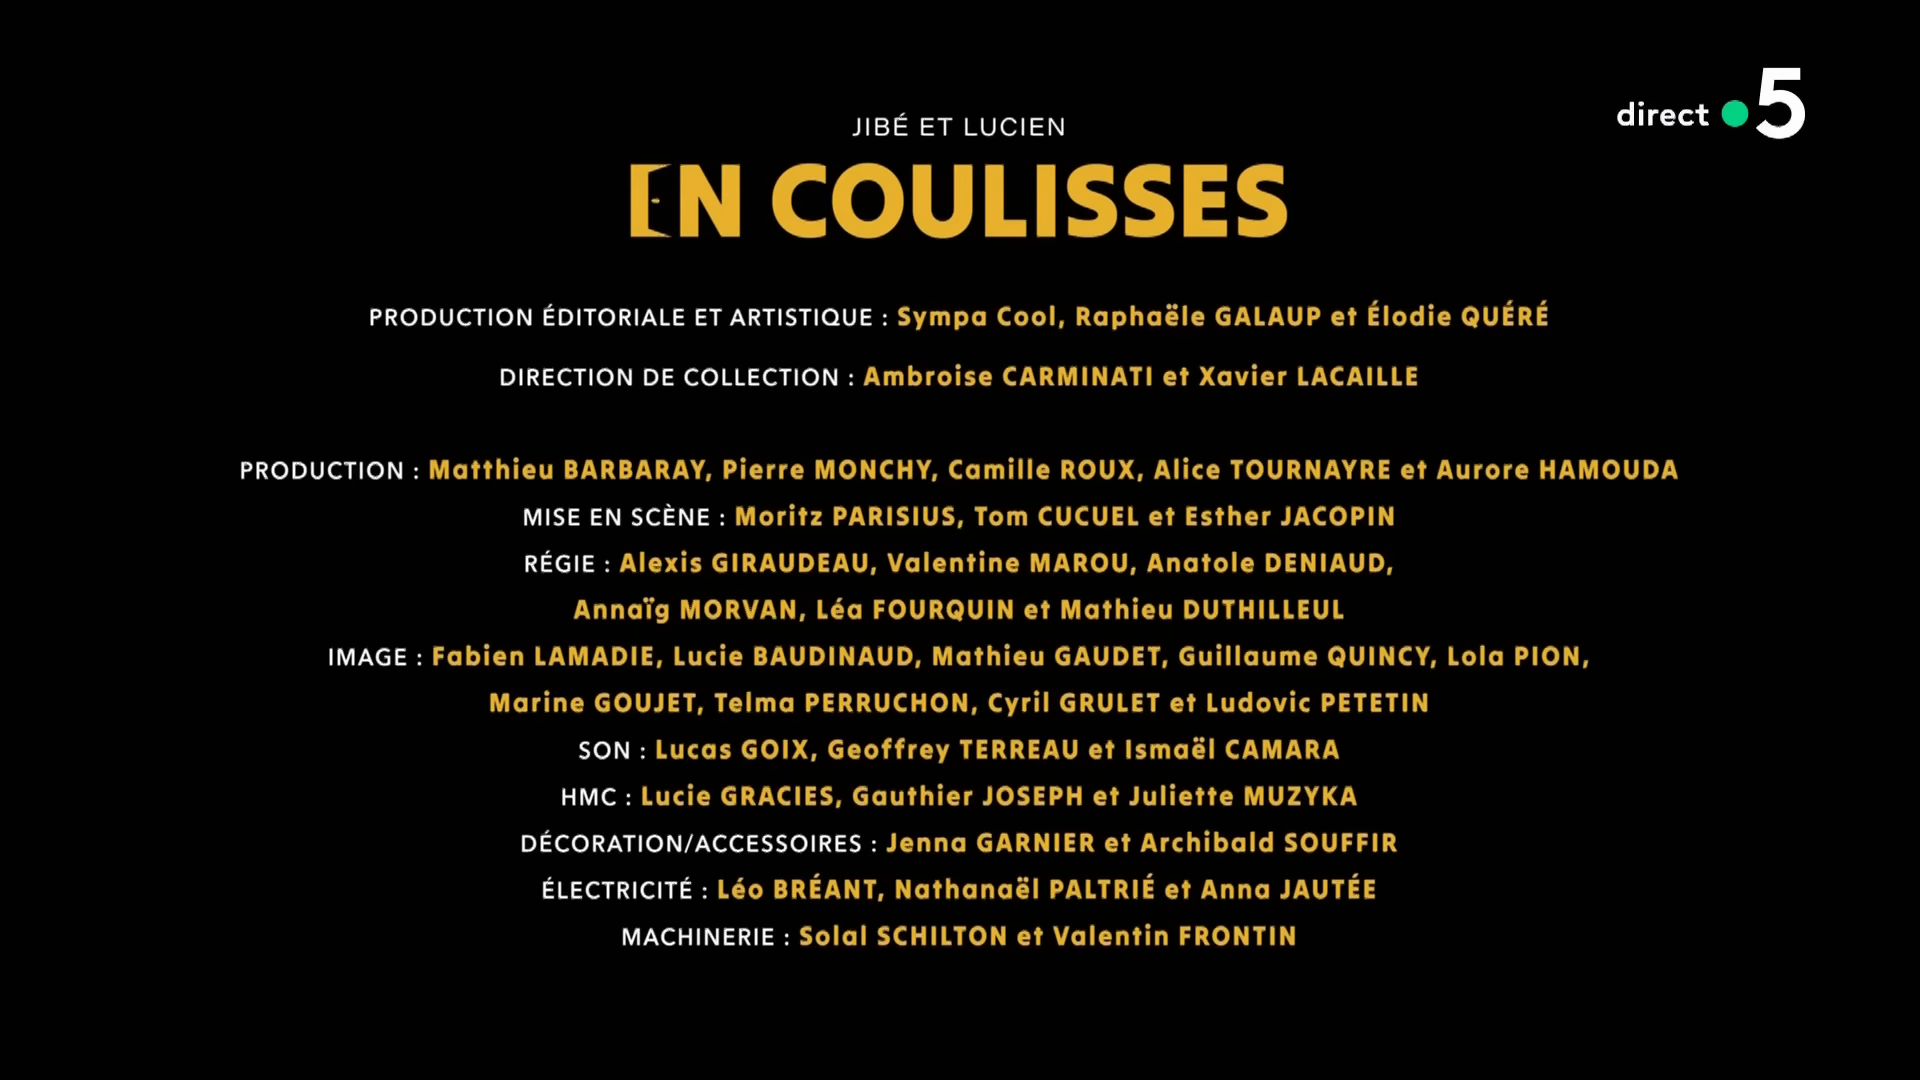 direct 5
JIBÉ ET LUCIEN
EN COULISSES
PRODUCTION ÉDITORIALE ET ARTISTIQUE : Sympa Cool, Raphaële GALAUP et Élodie QUÉRÉ
DIRECTION DE COLLECTION : Ambroise CARMINATI et Xavier LACAILLE
PRODUCTION : Matthieu BARBARAY, Pierre MONCHY, Camille ROUX, Alice TOURNAYRE et Aurore HAMOUDA
MISE EN SCÈNE : Moritz PARISIUS, Tom CUCUEL et Esther JACOPIN
RÉGIE : Alexis GIRAUDEAU, Valentine MAROU, Anatole DENIAUD,
Annaïg MORVAN, Léa FOURQUIN et Mathieu DUTHILLEUL
IMAGE : Fabien LAMADIE, Lucie BAUDINAUD, Mathieu GAUDET, Guillaume QUINCY, Lola PION,
Marine GOUJET, Telma PERRUCHON, Cyril GRULET et Ludovic PETETIN
SON : Lucas GOIX, Geoffrey TERREAU et Ismaël CAMARA
HMC : Lucie GRACIES, Gauthier JOSEPH et Juliette MUZYKA
DÉCORATION/ACCESSOIRES : Jenna GARNIER et Archibald SOUFFIR
ÉLECTRICITÉ : Léo BRÉANT, Nathanaël PALTRIÉ et Anna JAUTÉE
MACHINERIE : Solal SCHILTON et Valentin FRONTIN